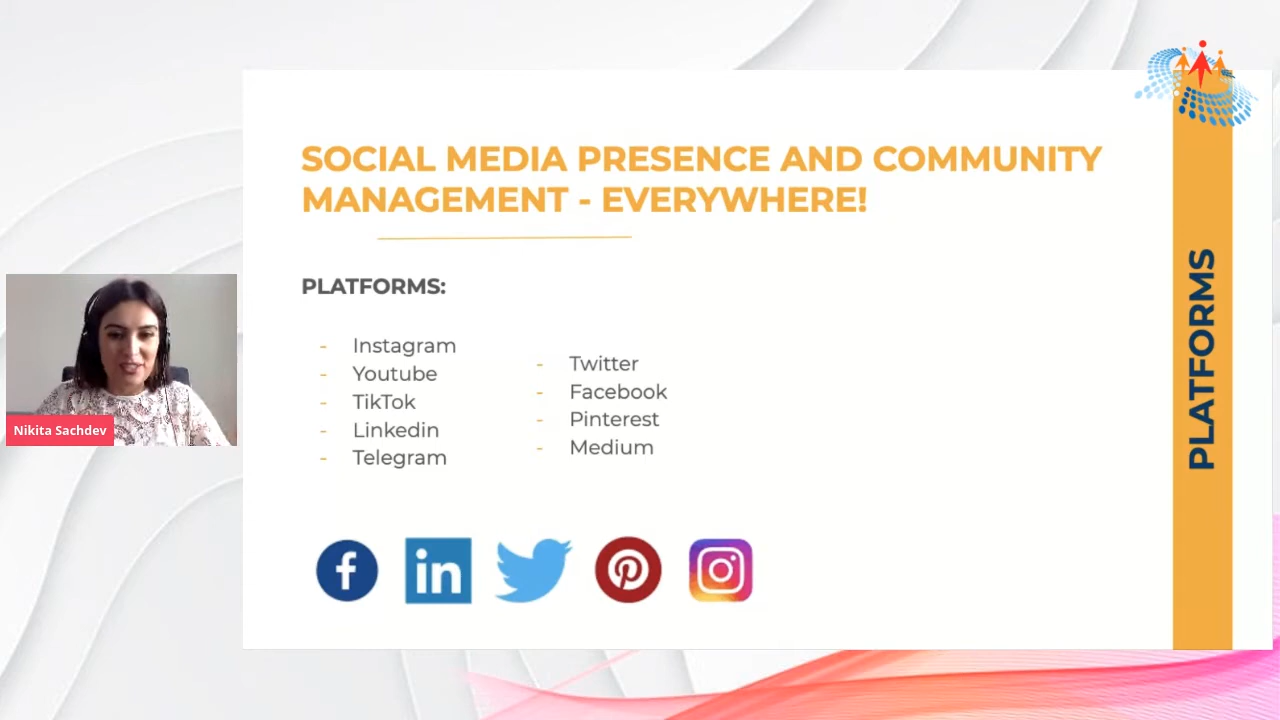 SOCIAL MEDIA PRESENCE AND COMMUNITY
MANAGEMENT - EVERYWHERE!
PLATFORMS:
- Instagram
- Youtube
- TikTok
- Linkedin
- Telegram
- Twitter
- Facebook
- Pinterest
- Medium
PLATFORMS
Nikita Sachdev